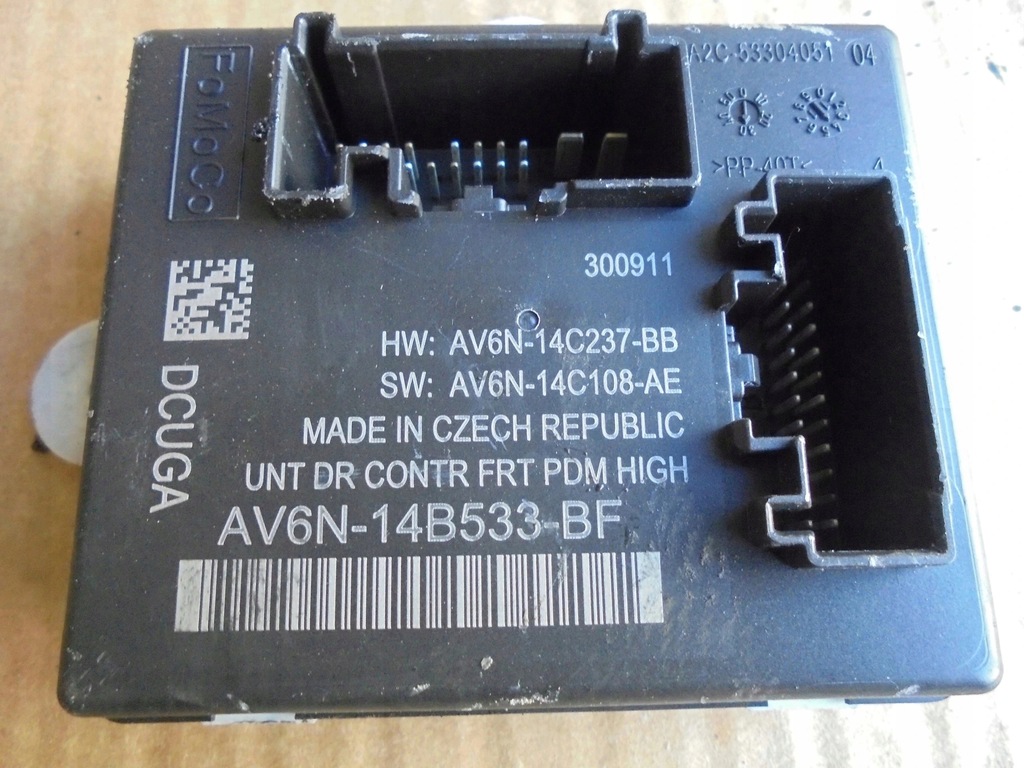 FoMoCo
A2C-53304051 04
>PP-40T< 4
300911
HW: AV6N-14C237-BB
SW: AV6N-14C108-AE
MADE IN CZECH REPUBLIC
UNT DR CONTR FRT PDM HIGH
AV6N-14B533-BF
DCUGA